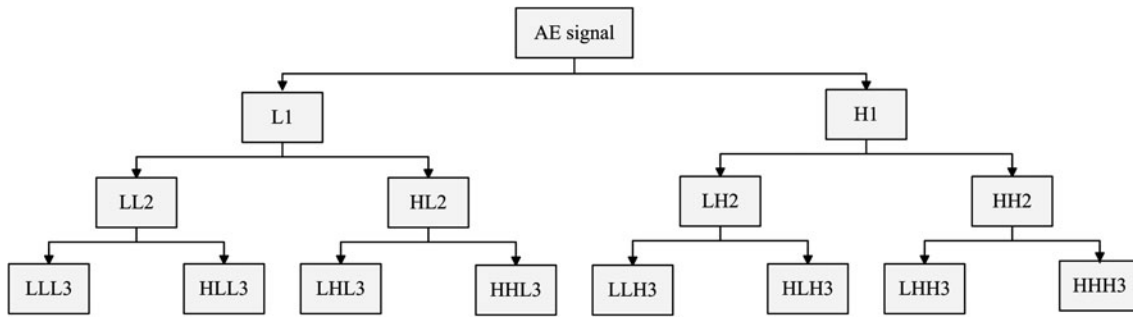 AE signal
L1
H1
LL2
HL2
LH2
HH2
LLL3
HLL3
LHL3
HHL3
LLH3
HLH3
LHH3
HHH3